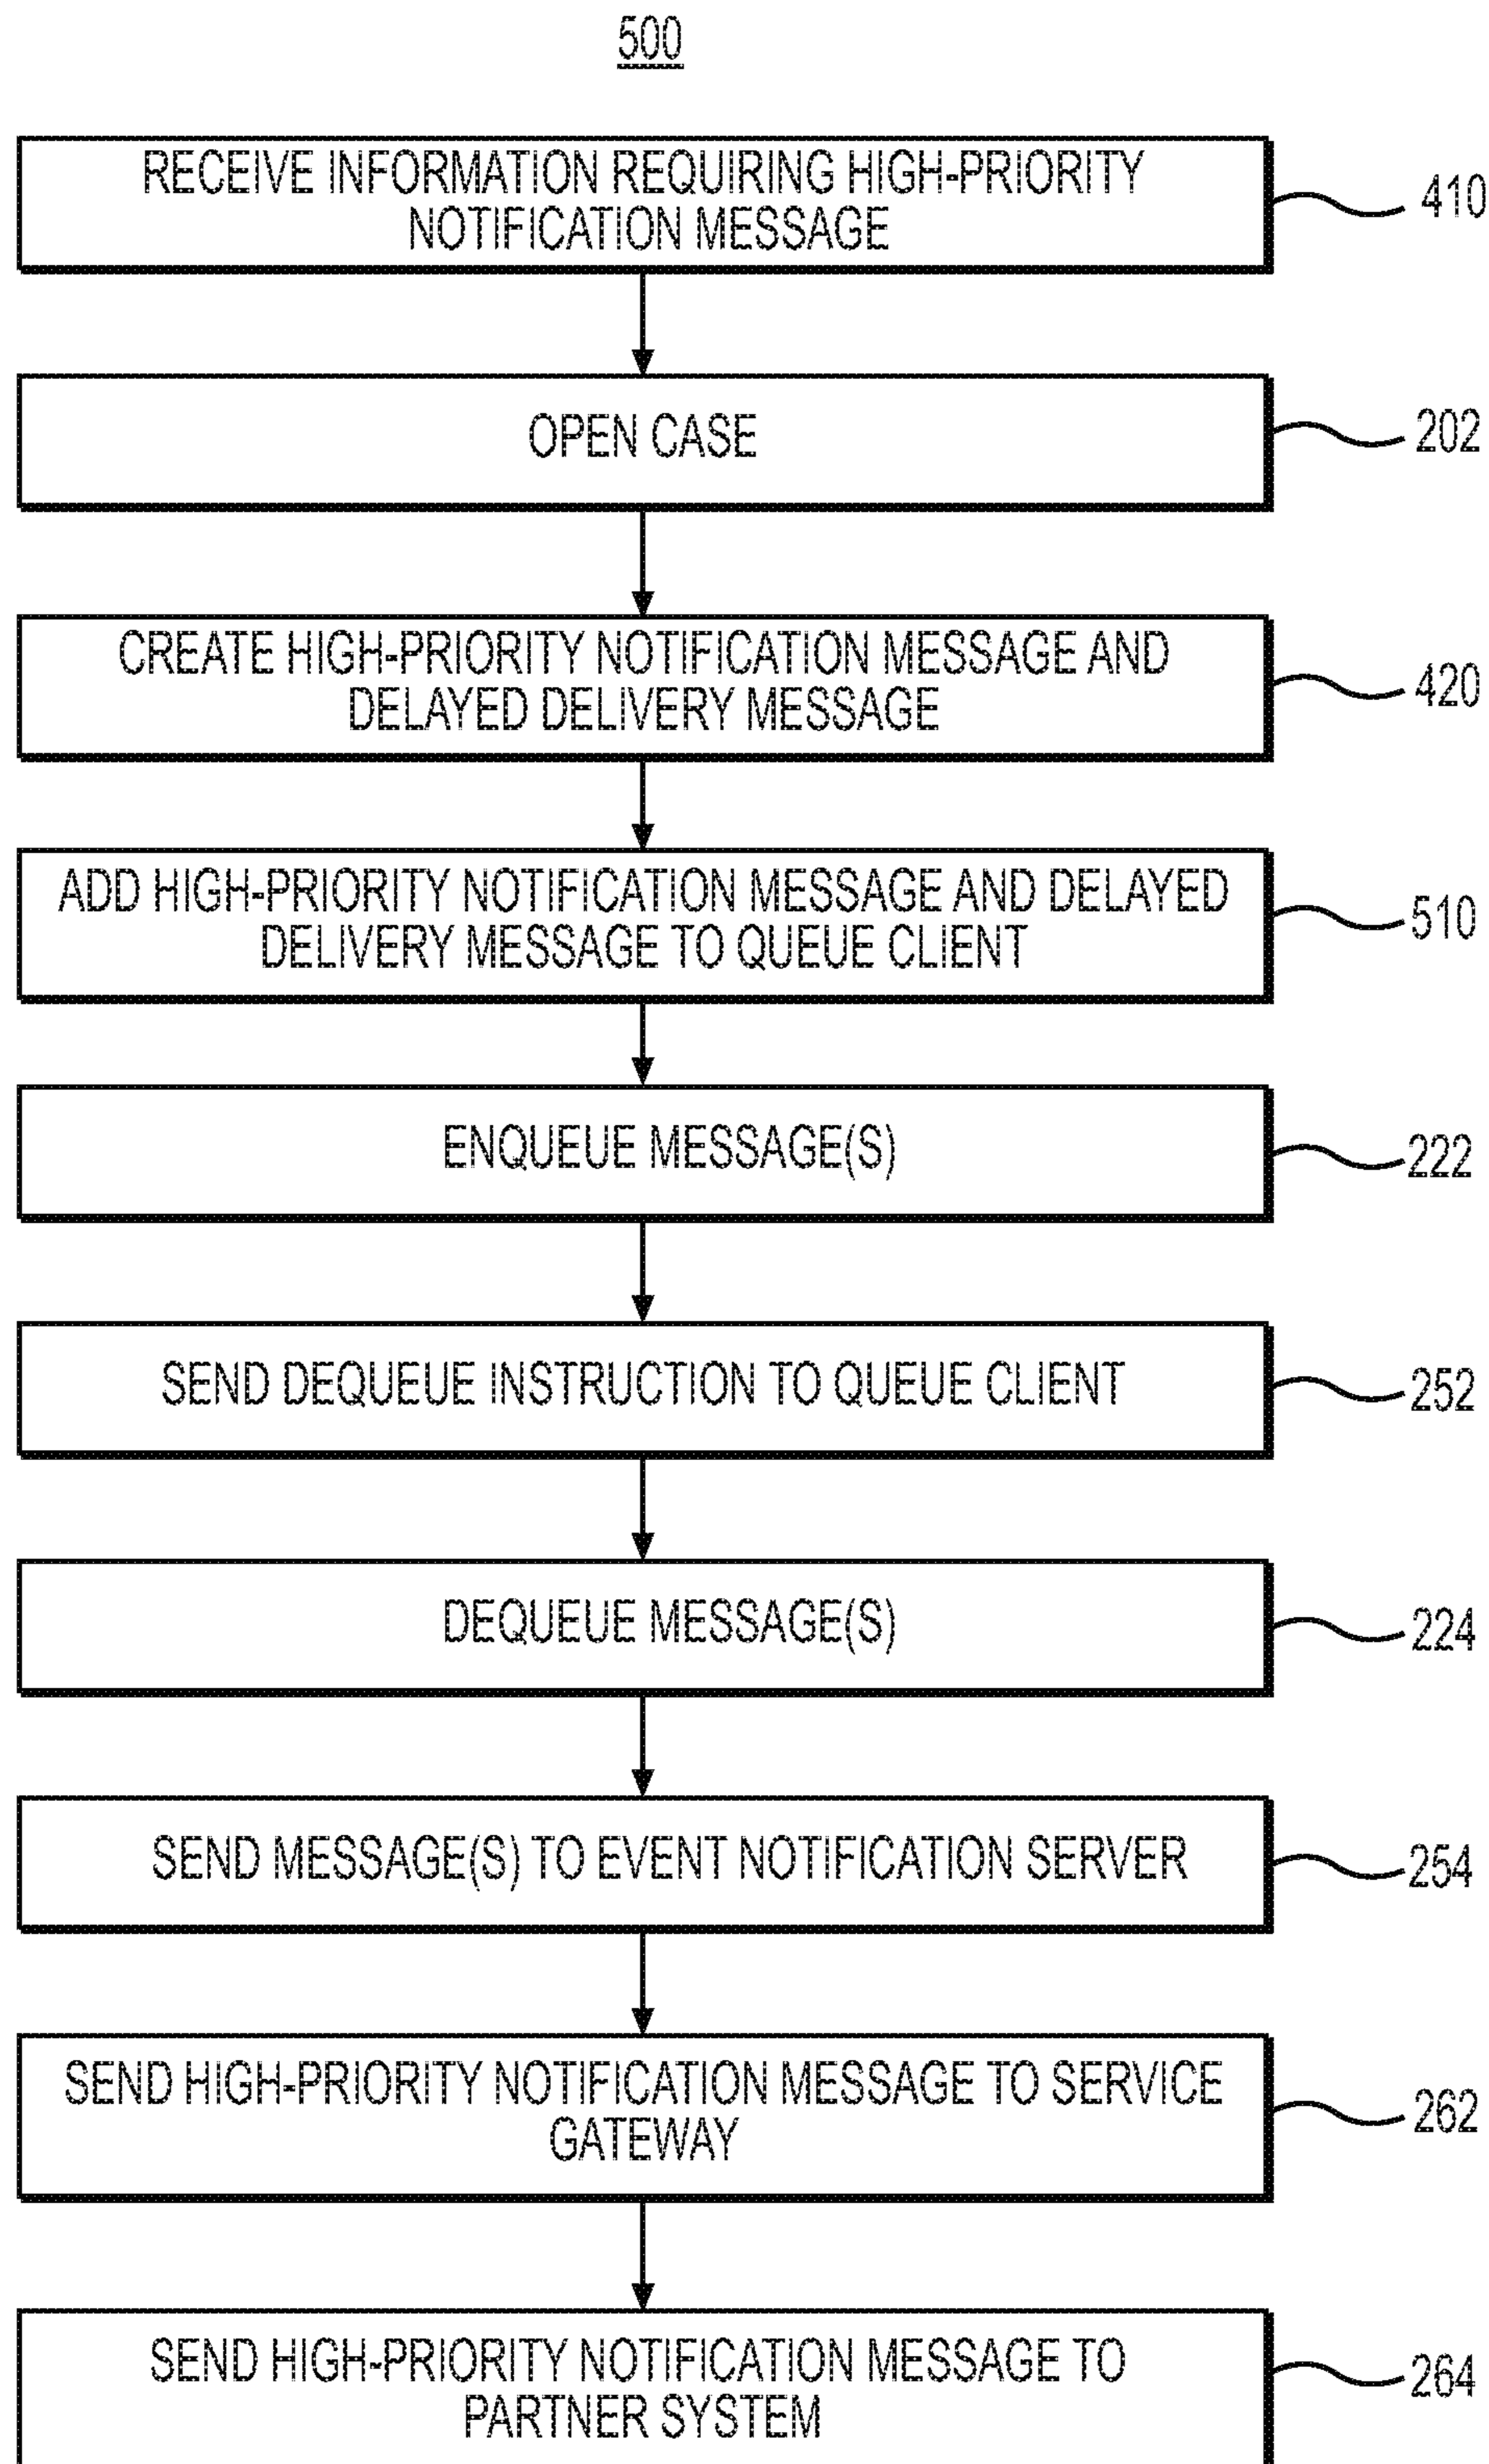 500
RECEIVE INFORMATION REQUIRING HIGH-PRIORITY
NOTIFICATION MESSAGE
410
OPEN CASE
202
CREATE HIGH-PRIORITY NOTIFICATION MESSAGE AND
DELAYED DELIVERY MESSAGE
420
ADD HIGH-PRIORITY NOTIFICATION MESSAGE AND DELAYED
DELIVERY MESSAGE TO QUEUE CLIENT
510
ENQUEUE MESSAGE(S)
222
SEND DEQUEUE INSTRUCTION TO QUEUE CLIENT
252
DEQUEUE MESSAGE(S)
224
SEND MESSAGE(S) TO EVENT NOTIFICATION SERVER
254
SEND HIGH-PRIORITY NOTIFICATION MESSAGE TO SERVICE
GATEWAY
262
SEND HIGH-PRIORITY NOTIFICATION MESSAGE TO
PARTNER SYSTEM
264